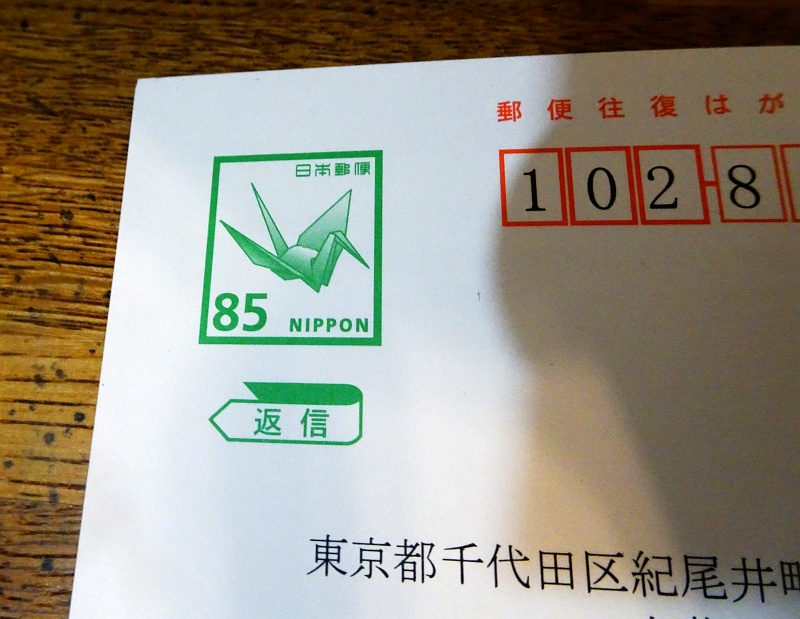 郵便往復はが
日本郵便
102-8
85 NIPPON
返信
東京都千代田区紀尾井町